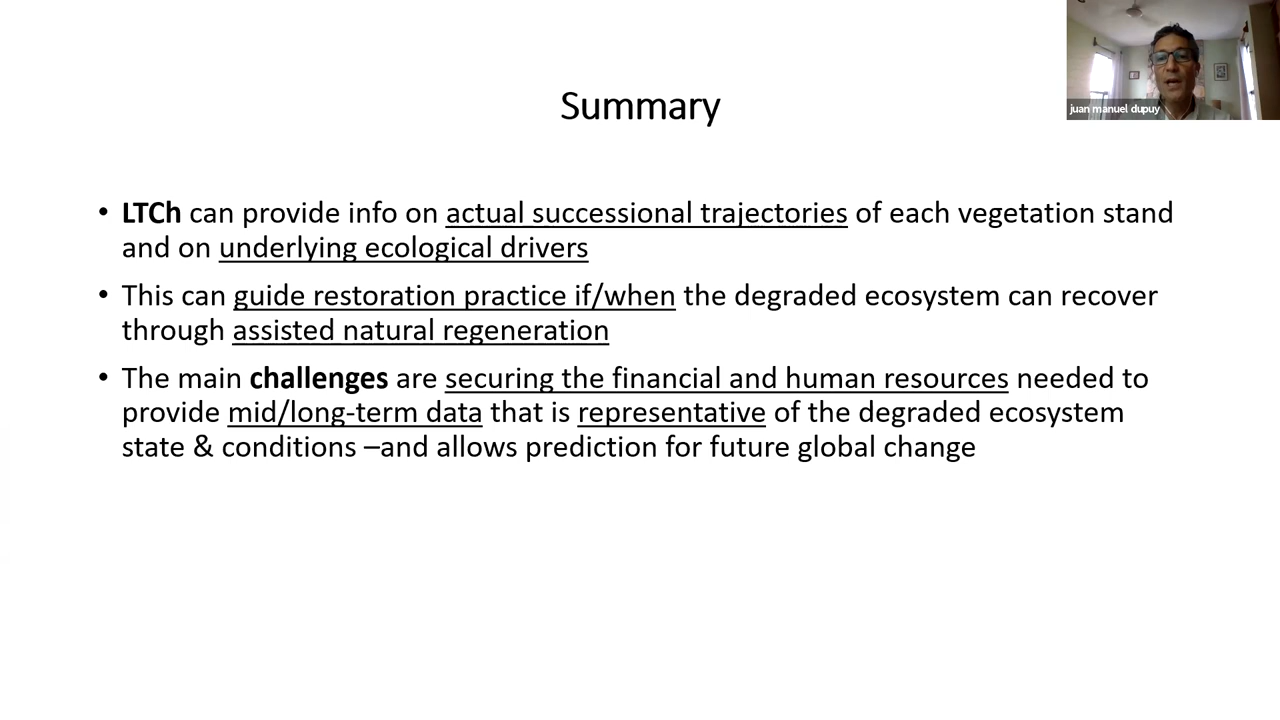 juan manuel dupuy
Summary
• LTCh can provide info on actual successional trajectories of each vegetation stand
and on underlying ecological drivers
• This can guide restoration practice if/when the degraded ecosystem can recover
through assisted natural regeneration
• The main challenges are securing the financial and human resources needed to
provide mid/long-term data that is representative of the degraded ecosystem
state & conditions –and allows prediction for future global change